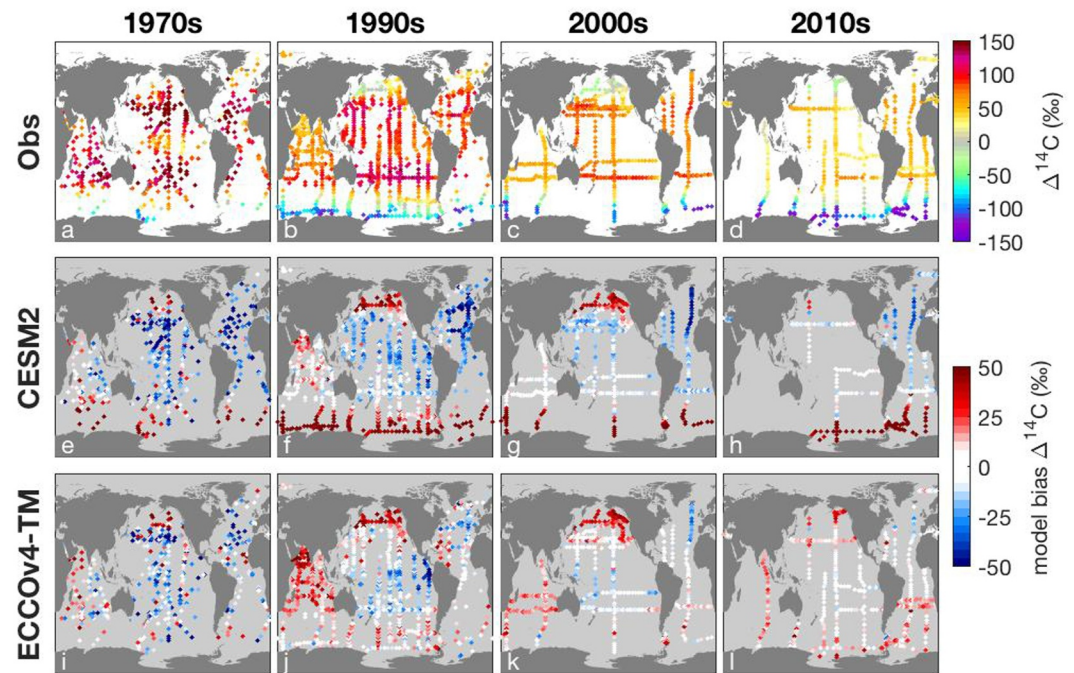 1970s 1990s 2000s 2010s
Obs
a b c d
150
100
50
0
-50
-100
-150
Δ14C (‰)
CESM2
e f g h
ECCOv4-TM
i j k l
50
25
0
-25
-50
model bias Δ14C (‰)